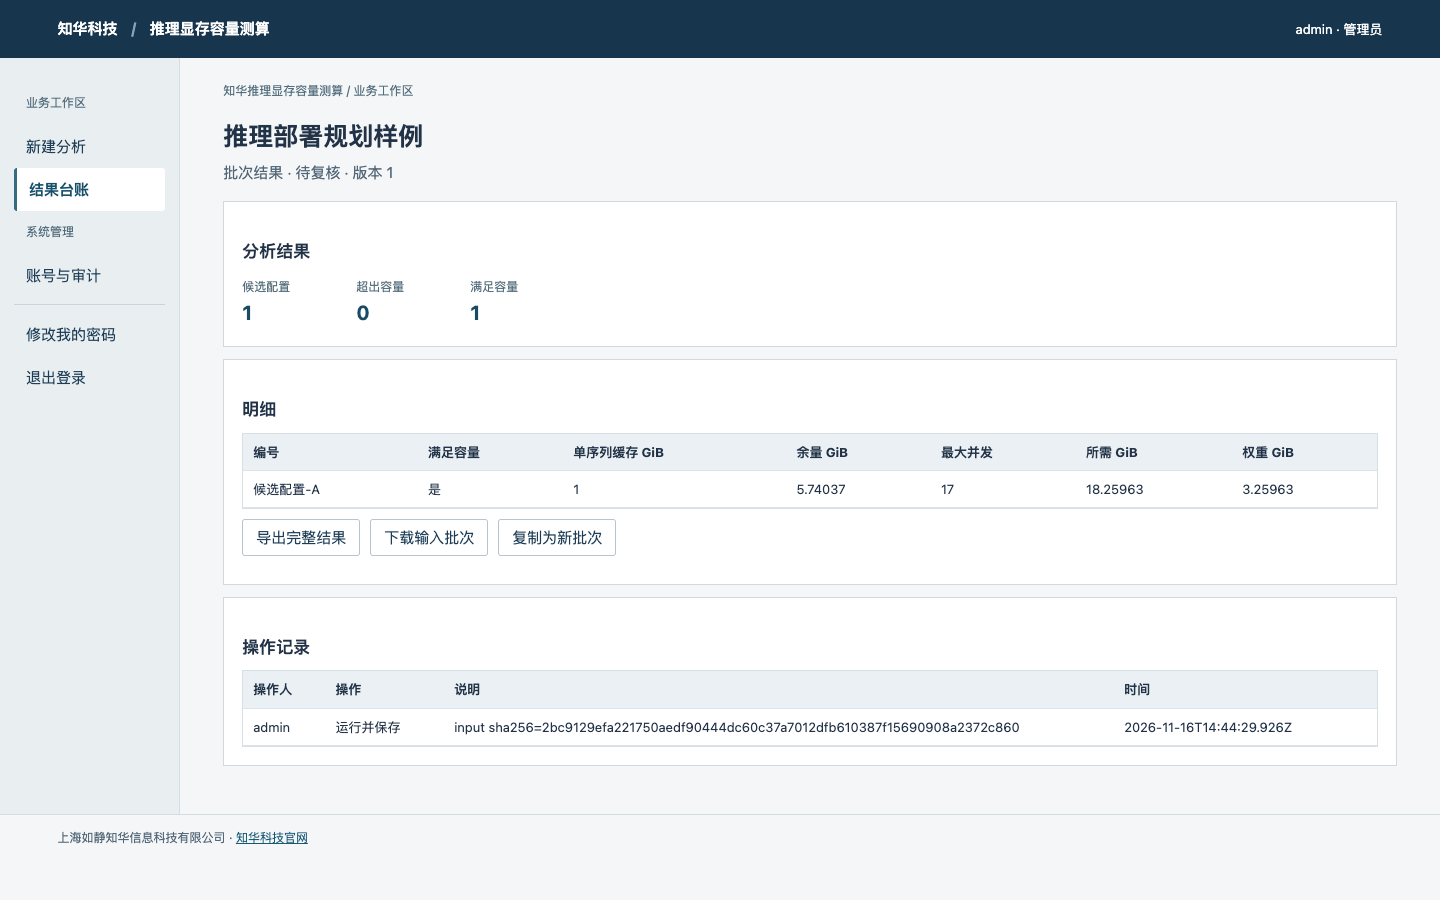 知华科技 / 推理显存容量测算
admin · 管理员
业务工作区
新建分析
结果台账
系统管理
账号与审计
修改我的密码
退出登录
知华推理显存容量测算 / 业务工作区
推理部署规划样例
批次结果 · 待复核 · 版本 1
分析结果
候选配置 超出容量 满足容量
1 0 1
明细
编号 满足容量 单序列缓存 GiB 余量 GiB 最大并发 所需 GiB 权重 GiB
候选配置-A 是 1 5.74037 17 18.25963 3.25963
导出完整结果 下载输入批次 复制为新批次
操作记录
操作人 操作 说明 时间
admin 运行并保存 input sha256=2bc9129efa221750aedf90444dc60c37a7012dfb610387f15690908a2372c860 2026-11-16T14:44:29.926Z
上海如静知华信息科技有限公司 · 知华科技官网